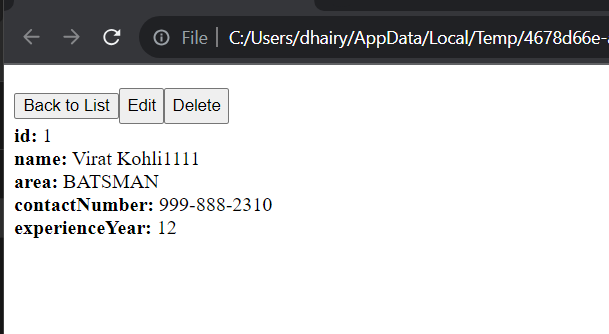 File | C:/Users/dhairy/AppData/Local/Temp/4678d66e-
Back to List Edit Delete
id: 1
name: Virat Kohli1111
area: BATSMAN
contactNumber: 999-888-2310
experienceYear: 12